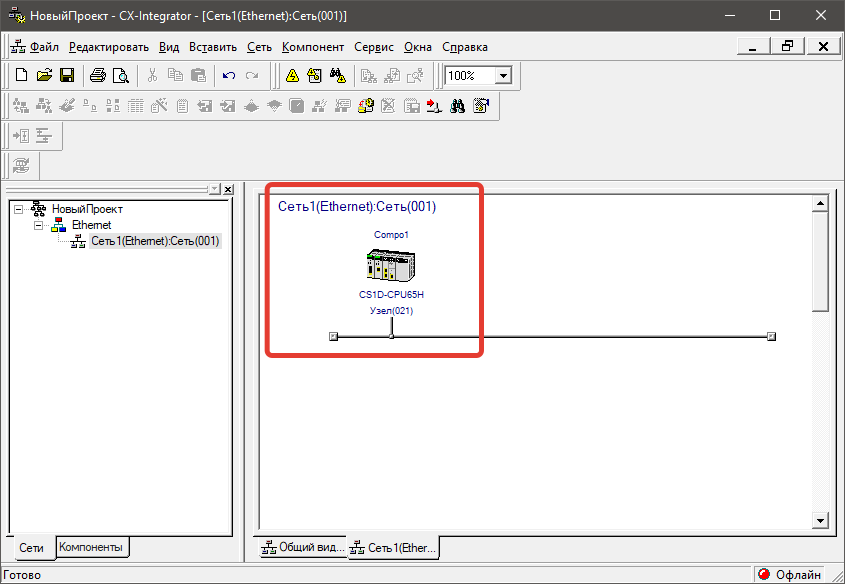 НовыйПроект - CX-Integrator - [Сеть1(Ethernet):Сеть(001)]
Файл Редактировать Вид Вставить Сеть Компонент Сервис Окна Справка
100%
НовыйПроект
Ethernet
Сеть1(Ethernet):Сеть(001)
Сеть1(Ethernet):Сеть(001)
Compo1
CS1D-CPU65H
Узел(021)
Сети Компоненты
Общий вид... Сеть1(Ether...
Готово Офлайн